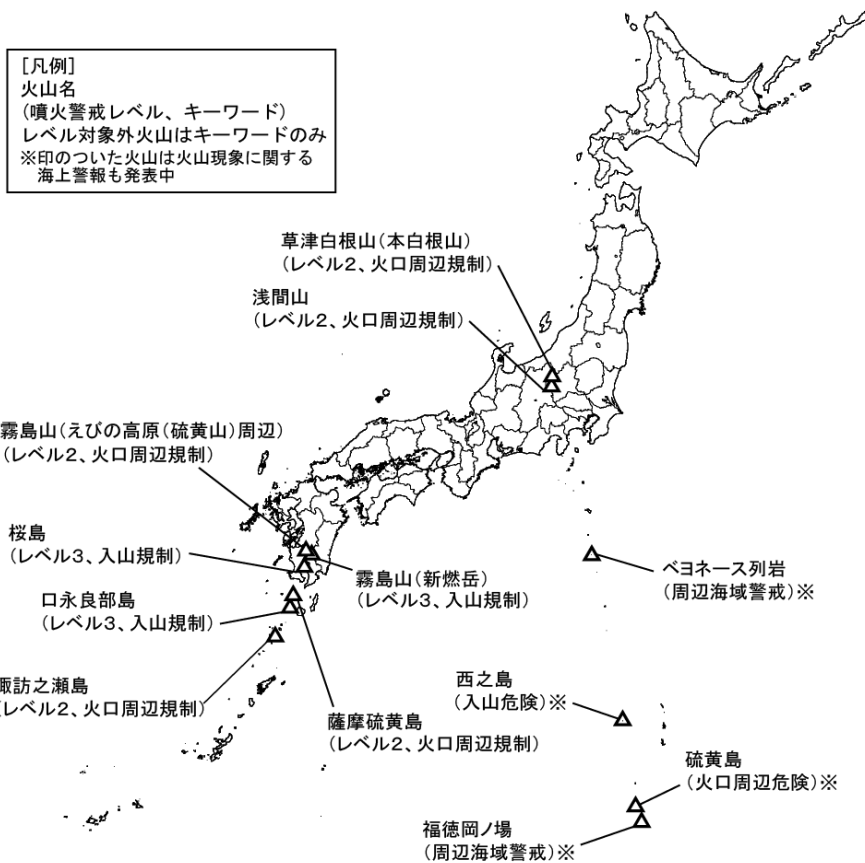 [凡例]
火山名
(噴火警戒レベル、キーワード)
レベル対象外火山はキーワードのみ
※印のついた火山は火山現象に関する
海上警報も発表中
草津白根山(本白根山)
(レベル2、火口周辺規制)
浅間山
(レベル2、火口周辺規制)
霧島山(えびの高原(硫黄山)周辺)
(レベル2、火口周辺規制)
桜島
(レベル3、入山規制)
霧島山(新燃岳)
(レベル3、入山規制)
ベヨネース列岩
(周辺海域警戒)※
口永良部島
(レベル3、入山規制)
諏訪之瀬島
(レベル2、火口周辺規制)
西之島
(入山危険)※
薩摩硫黄島
(レベル2、火口周辺規制)
硫黄島
(火口周辺危険)※
福徳岡ノ場
(周辺海域警戒)※